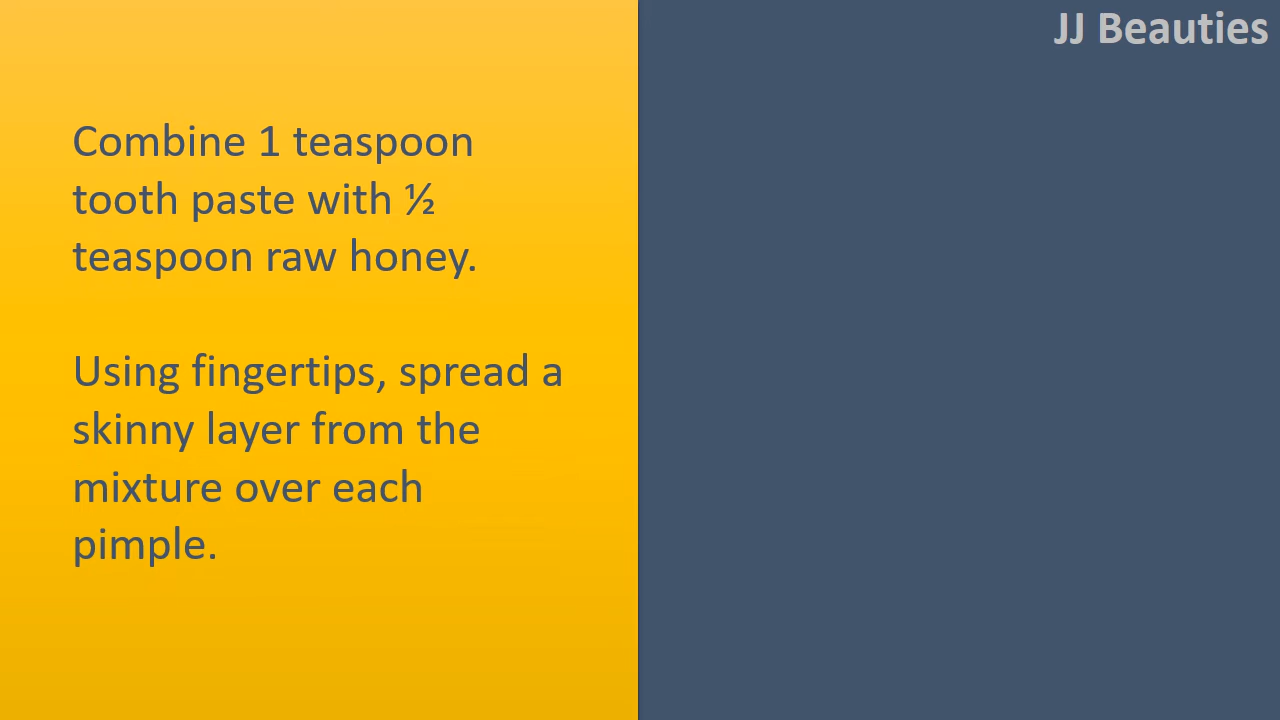 JJ Beauties
Combine 1 teaspoon
tooth paste with ½
teaspoon raw honey.
Using fingertips, spread a
skinny layer from the
mixture over each
pimple.